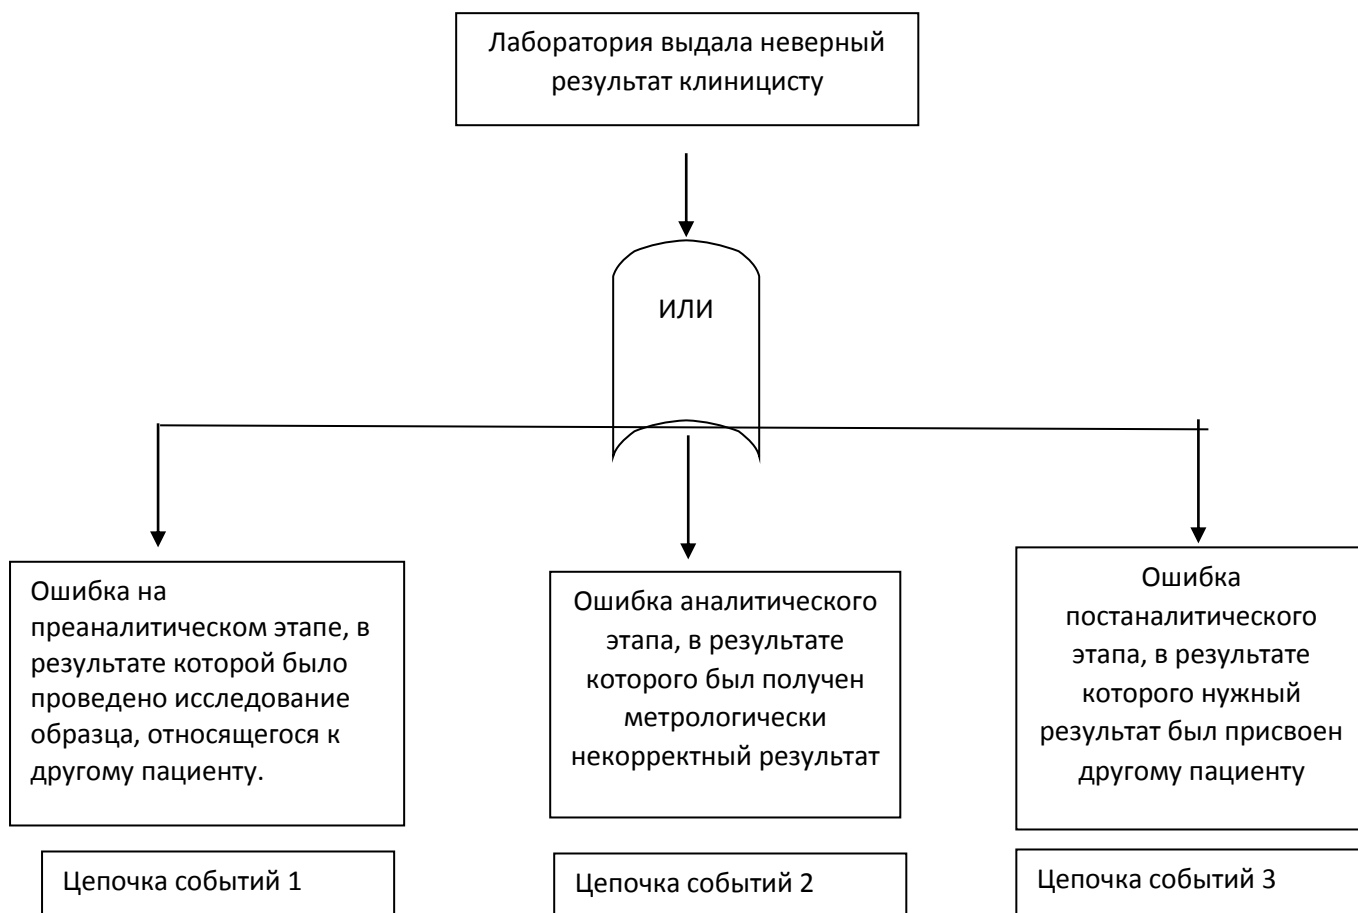 Лаборатория выдала неверный
результат клиницисту
ИЛИ
Ошибка на
преаналитическом этапе, в
результате которой было
проведено исследование
образца, относящегося к
другому пациенту.
Ошибка аналитического
этапа, в результате
которого был получен
метрологически
некорректный результат
Ошибка
постаналитического
этапа, в результате
которого нужный
результат был присвоен
другому пациенту
Цепочка событий 1
Цепочка событий 2
Цепочка событий 3